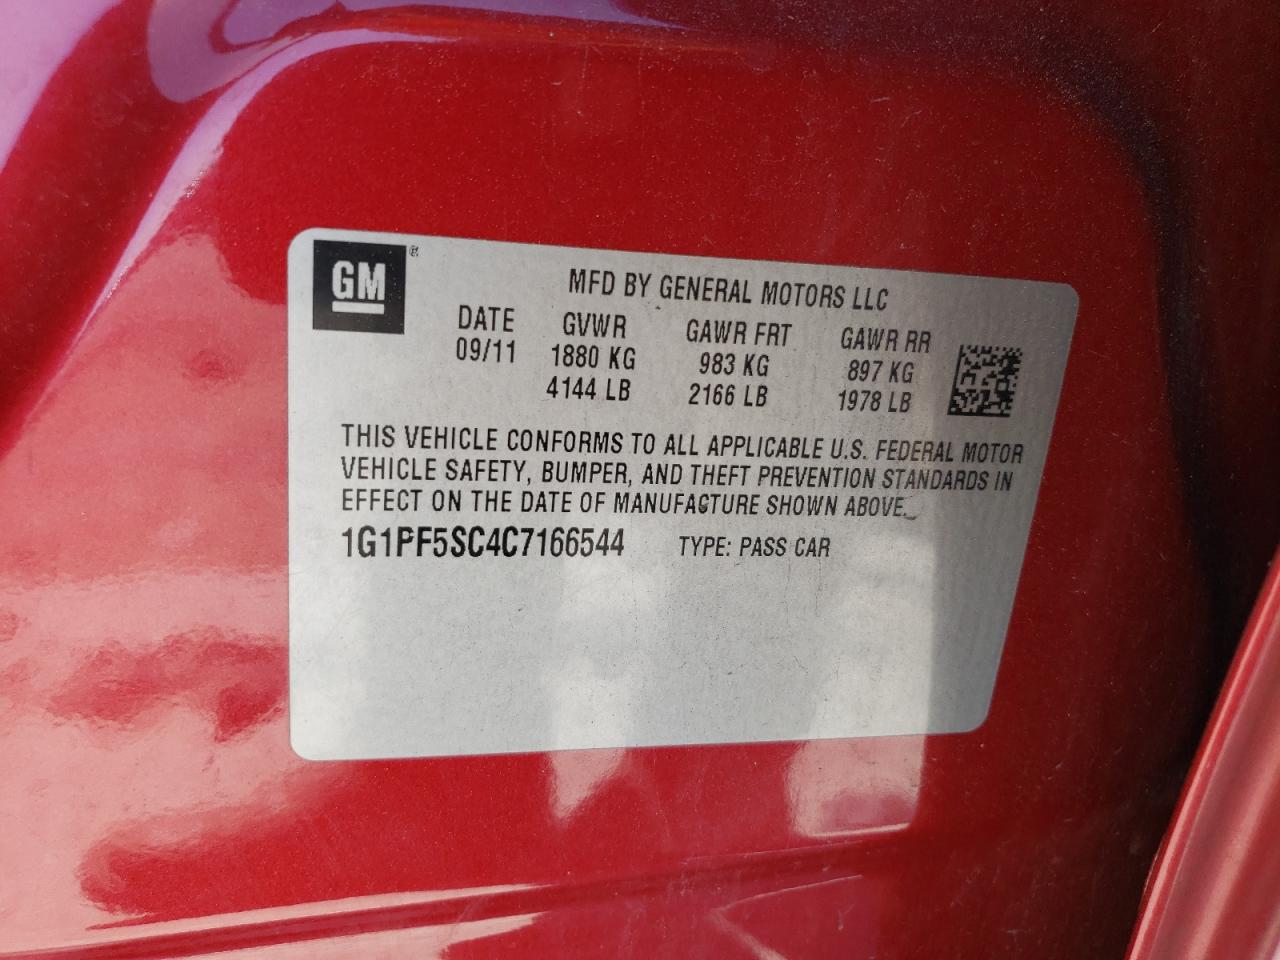 GM®
MFD BY GENERAL MOTORS LLC
DATE GVWR GAWR FRT GAWR RR
09/11 1880 KG 983 KG 897 KG
4144 LB 2166 LB 1978 LB
THIS VEHICLE CONFORMS TO ALL APPLICABLE U.S. FEDERAL MOTOR
VEHICLE SAFETY, BUMPER, AND THEFT PREVENTION STANDARDS IN
EFFECT ON THE DATE OF MANUFACTURE SHOWN ABOVE.
1G1PF5SC4C7166544 TYPE: PASS CAR